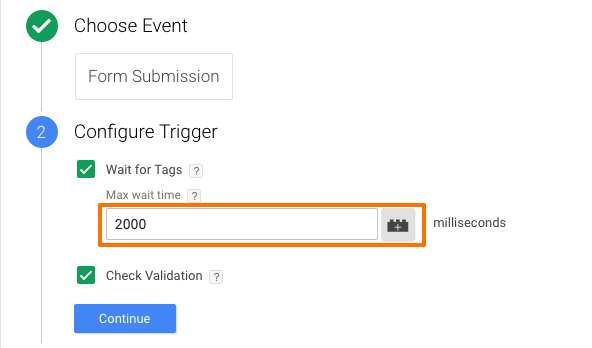 Choose Event
Form Submission
2
Configure Trigger
Wait for Tags ?
Max wait time ?
2000
milliseconds
Check Validation ?
Continue